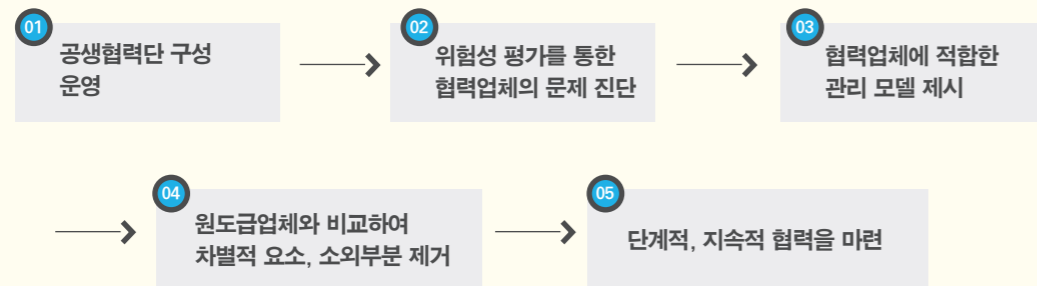 01
공생협력단 구성
운영
02
위험성 평가를 통한
협력업체의 문제 진단
03
협력업체에 적합한
관리 모델 제시
04
원도급업체와 비교하여
차별적 요소, 소외부분 제거
05
단계적, 지속적 협력을 마련